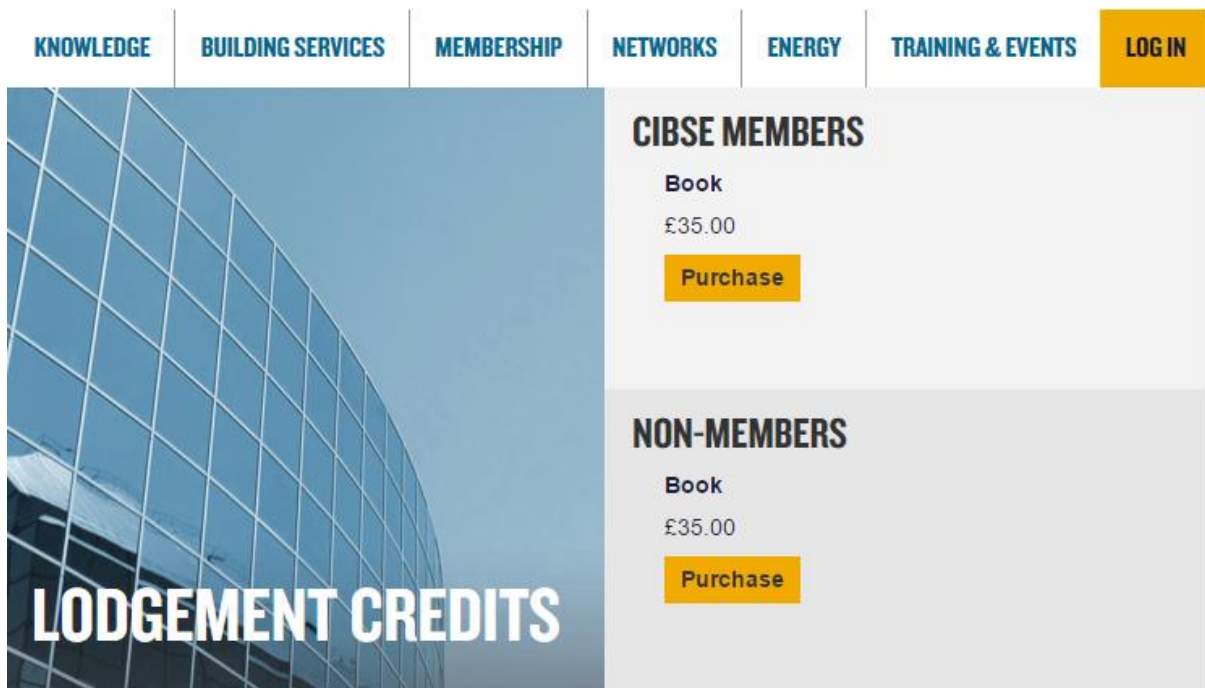 KNOWLEDGE BUILDING SERVICES MEMBERSHIP NETWORKS ENERGY TRAINING & EVENTS LOG IN
LODGEMENT CREDITS
CIBSE MEMBERS
Book
£35.00
Purchase
NON-MEMBERS
Book
£35.00
Purchase